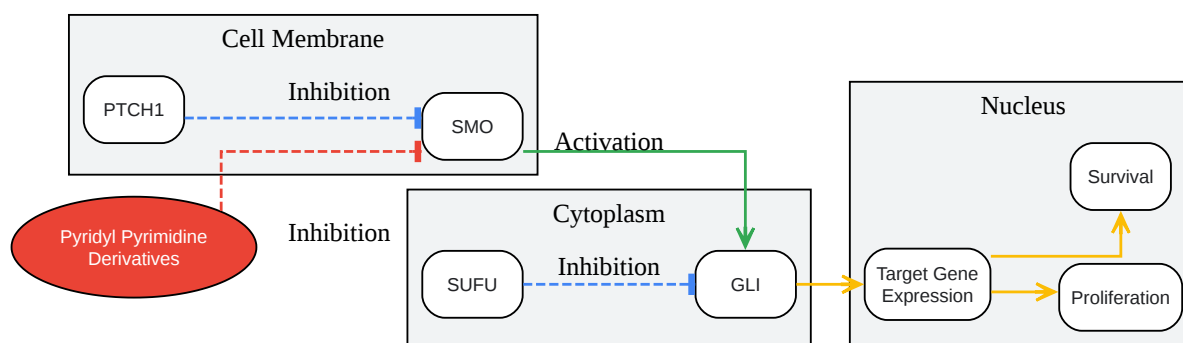 Cell Membrane
PTCH1
Inhibition
SMO
Activation
Pyridyl Pyrimidine
Derivatives
Inhibition
Cytoplasm
SUFU
Inhibition
GLI
Nucleus
Survival
Target Gene
Expression
Proliferation